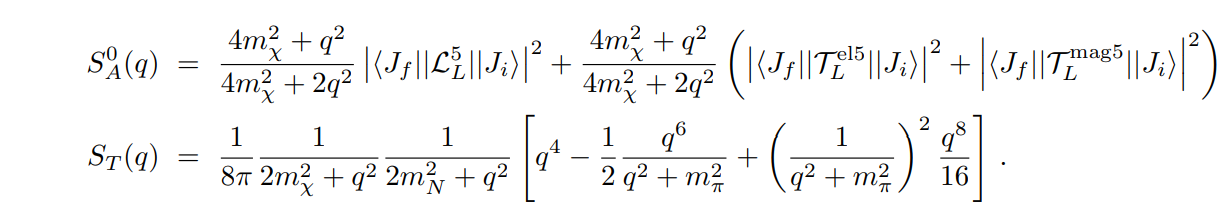 $S_A^0(q) \;=\; \frac{4m_\chi^2+q^2}{4m_\chi^2+2q^2}\left|\langle J_f||\mathcal{L}_L^5||J_i\rangle\right|^2+\frac{4m_\chi^2+q^2}{4m_\chi^2+2q^2}\left(\left|\langle J_f||\mathcal{T}_L^{\mathrm{el}5}||J_i\rangle\right|^2+\left|\langle J_f||\mathcal{T}_L^{\mathrm{mag}5}||J_i\rangle\right|^2\right)$
$S_T(q) \;=\; \frac{1}{8\pi}\frac{1}{2m_\chi^2+q^2}\frac{1}{2m_N^2+q^2}\left[q^4-\frac{1}{2}\frac{q^6}{q^2+m_\pi^2}+\left(\frac{1}{q^2+m_\pi^2}\right)^2\frac{q^8}{16}\right]\,.$